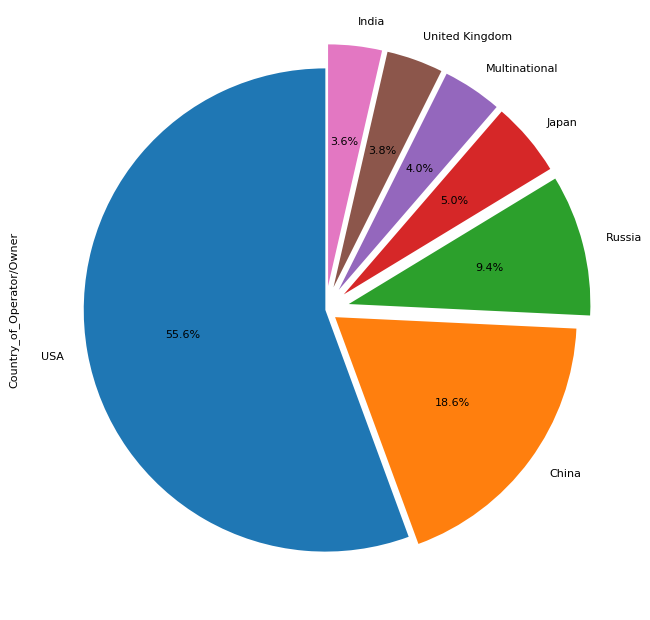 India
United Kingdom
Multinational
Japan
Russia
China
USA
3.6%
3.8%
4.0%
5.0%
9.4%
18.6%
55.6%
Country_of_Operator/Owner